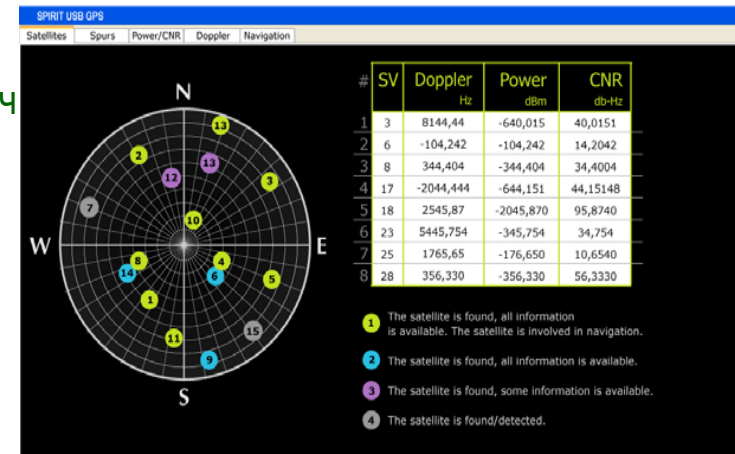 SPIRIT USB GPS
Satellites Spurs Power/CNR Doppler Navigation
ч
N
W
E
S
13
2
13
12
3
7
10
8
4
14
6
5
1
11
15
9
# SV Doppler Hz Power dBm CNR db-Hz
1 3 8144,44 -640,015 40,0151
2 6 -104,242 -104,242 14,2042
3 8 344,404 -344,404 34,4004
4 17 -2044,444 -644,151 44,15148
5 18 2545,87 -2045,870 95,8740
6 23 5445,754 -345,754 34,754
7 25 1765,65 -176,650 10,6540
8 28 356,330 -356,330 56,3330
1 The satellite is found, all information
is available. The satellite is involved in navigation.
2 The satellite is found, all information is available.
3 The satellite is found, some information is available.
4 The satellite is found/detected.